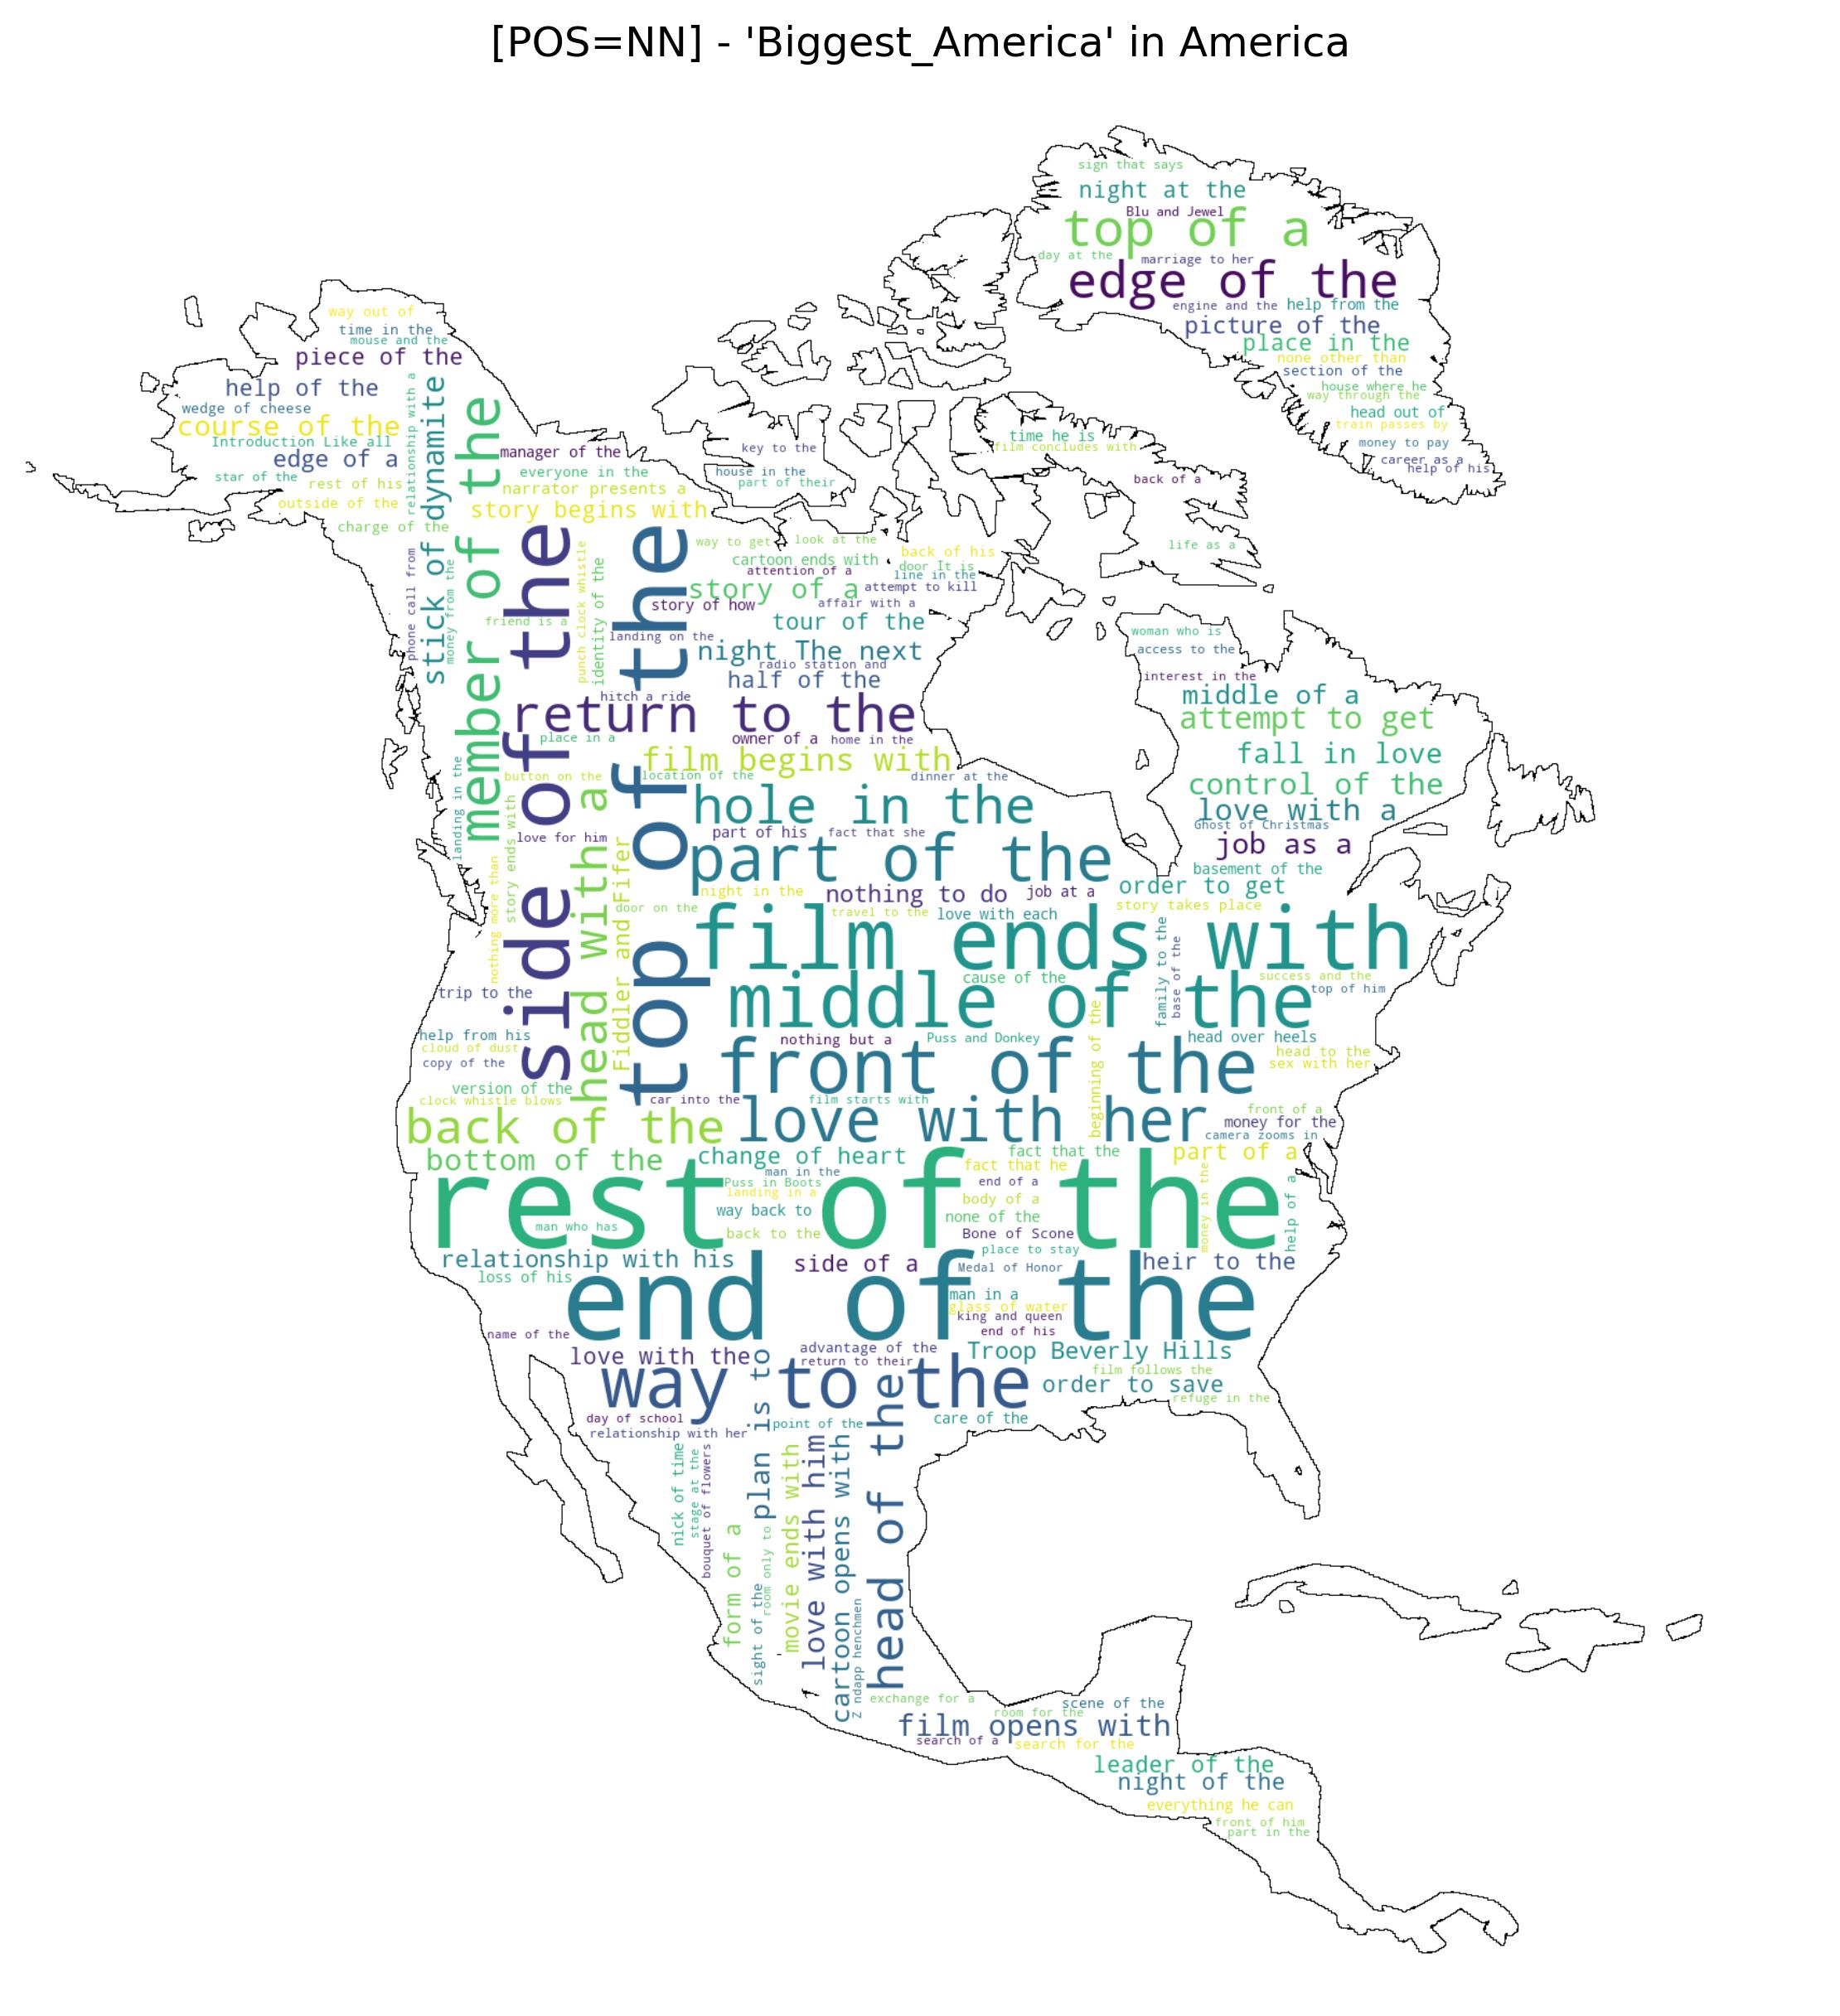 [POS=NN] - 'Biggest_America' in America
sign that says
night at the
Blu and Jewel
top of a
day at the
marriage to her
edge of the
engine and the
help from the
picture of the
place in the
none other than
section of the
house where he
way through the
head out of
train passes by
money to pay
career as a
help of his
way out of
time in the
mouse and the
piece of the
help of the
wedge of cheese
course of the
Introduction Like all
edge of a
star of the
rest of his
outside of the
charge of the
relationship with a
stick of dynamite
member of the
phone call from
money from the
manager of the
everyone in the
narrator presents a
story begins with
key to the
house in the
part of their
time he is
film concludes with
back of a
life as a
way to get
look at the
cartoon ends with
attention of a
back of his
door It is
line in the
story of a
attempt to kill
story of how
affair with a
friend is a
punch clock whistle
identity of the
side of the
top of the
landing on the
tour of the
night The next
radio station and
half of the
hitch a ride
return to the
place in a
owner of a
home in the
film begins with
button on the
location of the
dinner at the
woman who is
access to the
interest in the
middle of a
attempt to get
fall in love
control of the
love with a
Ghost of Christmas
job as a
basement of the
order to get
story takes place
landing in the
story ends with
nothing more than
love for him
head with a
Fiddler and Fifer
hole in the
part of his
fact that she
part of the
night in the
nothing to do
job at a
door on the
travel to the
love with each
film ends with
cause of the
family to the
base of the
success and the
top of him
middle of the
trip to the
help from his
cloud of dust
copy of the
nothing but a
Puss and Donkey
beginning of the
head over heels
head to the
sex with her
front of the
version of the
clock whistle blows
car into the
film starts with
back of the
love with her
front of a
money for the
camera zooms in
bottom of the
change of heart
man in the
fact that the
fact that he
part of a
Puss in Boots
landing in a
end of a
body of a
rest of the
way back to
none of the
man who has
back to the
Bone of Scone
money in the
help of a
place to stay
relationship with his
side of a
Medal of Honor
heir to the
loss of his
end of the
man in a
glass of water
king and queen
end of his
name of the
love with the
advantage of the
return to their
Troop Beverly Hills
film follows the
way to the
order to save
refuge in the
day of school
relationship with her
point of the
care of the
plan is to
nick of time
stage at the
bouquet of flowers
form of a
sight of the
room only to
movie ends with
love with him
cartoon opens with
Z ndapp henchmen
head of the
exchange for a
scene of the
room for the
film opens with
search of a
search for the
leader of the
night of the
everything he can
front of him
part in the